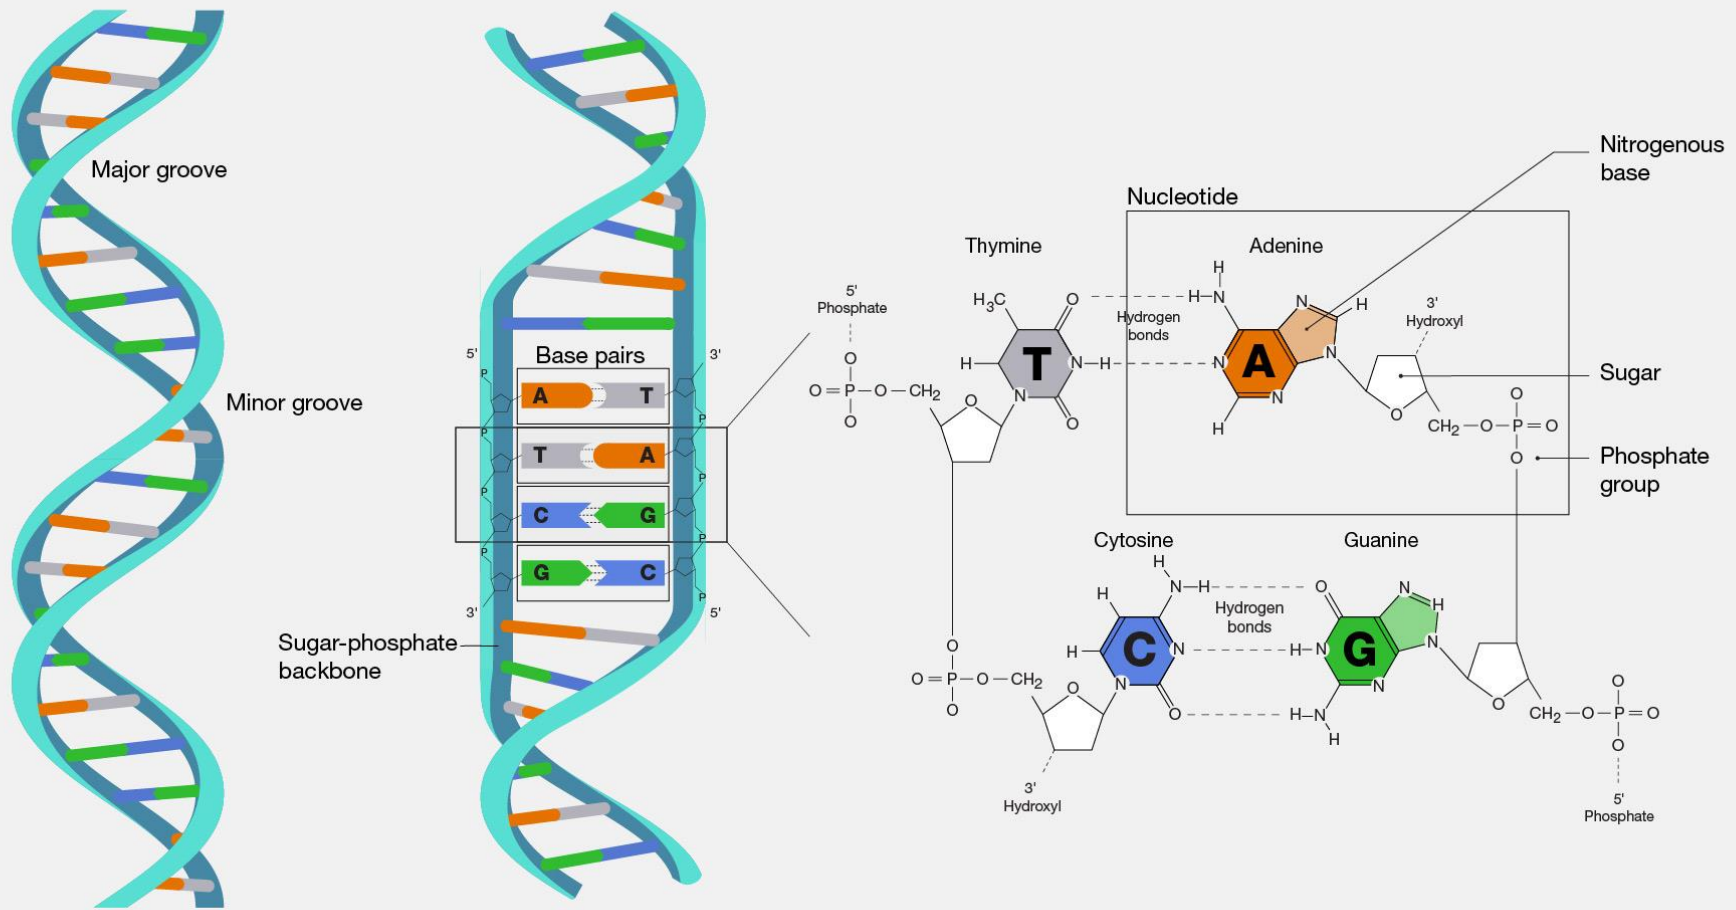 Major groove
Minor groove
Sugar-phosphate
backbone
5'
3'
Base pairs
A T
T A
C G
G C
P
P
P
P
P
P
P
P
3'
5'
Nitrogenous
base
Nucleotide
Thymine
Adenine
5'
Phosphate
O
O=P—O—CH₂
O
H₃C
O
H
T
N—H
N
O
O
Hydrogen
bonds
H
H—N
N
A
N
H
N
H
N
3'
Hydroxyl
O
Sugar
CH₂—O—P=O
O
O
Phosphate
group
Cytosine
Guanine
O
O=P—O—CH₂
O
O
3'
Hydroxyl
H
N—H
H
H
C
N
N
O
Hydrogen
bonds
O
H—N
G
N
H—N
H
N
H
N
O
CH₂—O—P=O
O
O
5'
Phosphate